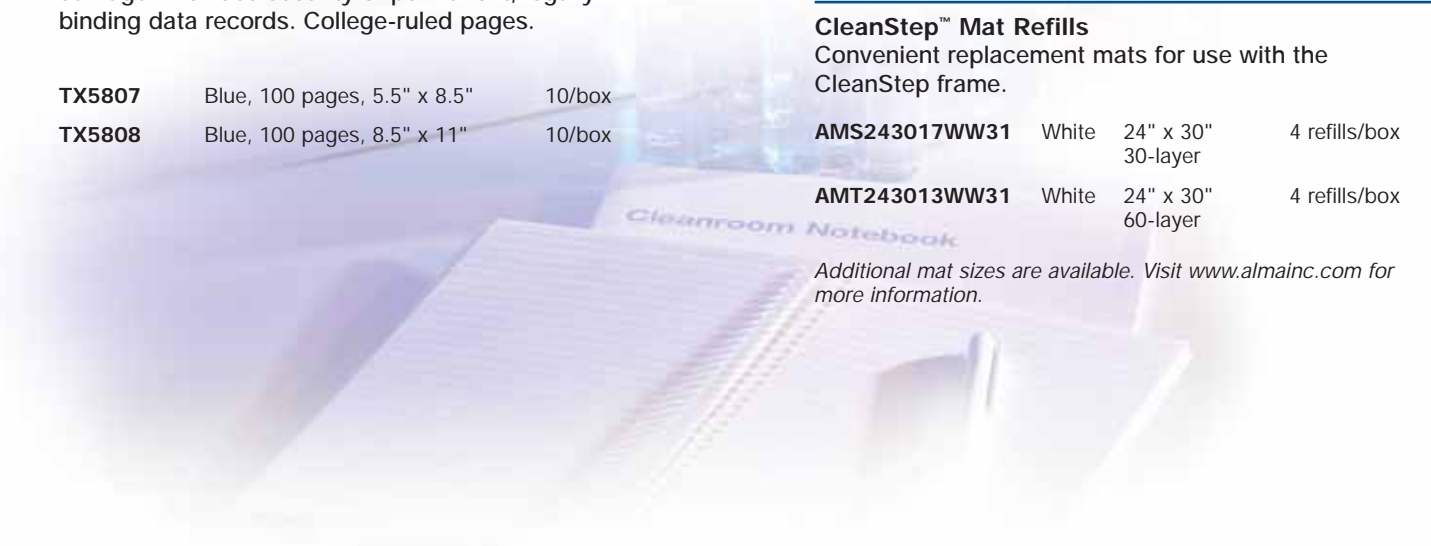 binding data records. College-ruled pages.
TX5807 Blue, 100 pages, 5.5" x 8.5" 10/box
TX5808 Blue, 100 pages, 8.5" x 11" 10/box
CleanStep™ Mat Refills
Convenient replacement mats for use with the
CleanStep frame.
AMS243017WW31 White 24" x 30" 4 refills/box
30-layer
AMT243013WW31 White 24" x 30" 4 refills/box
60-layer
Additional mat sizes are available. Visit www.almainc.com for
more information.
Cleanroom Notebook